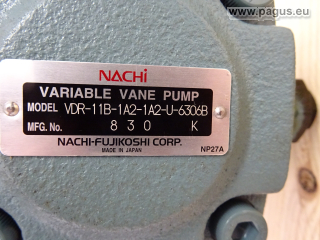 www.pagus.eu
NACHi
VARIABLE VANE PUMP
MODEL VDR-11B-1A2-1A2-U-6306B
MFG. No. 830 K
NACHI-FUJIKOSHI CORP.
MADE IN JAPAN NP27A